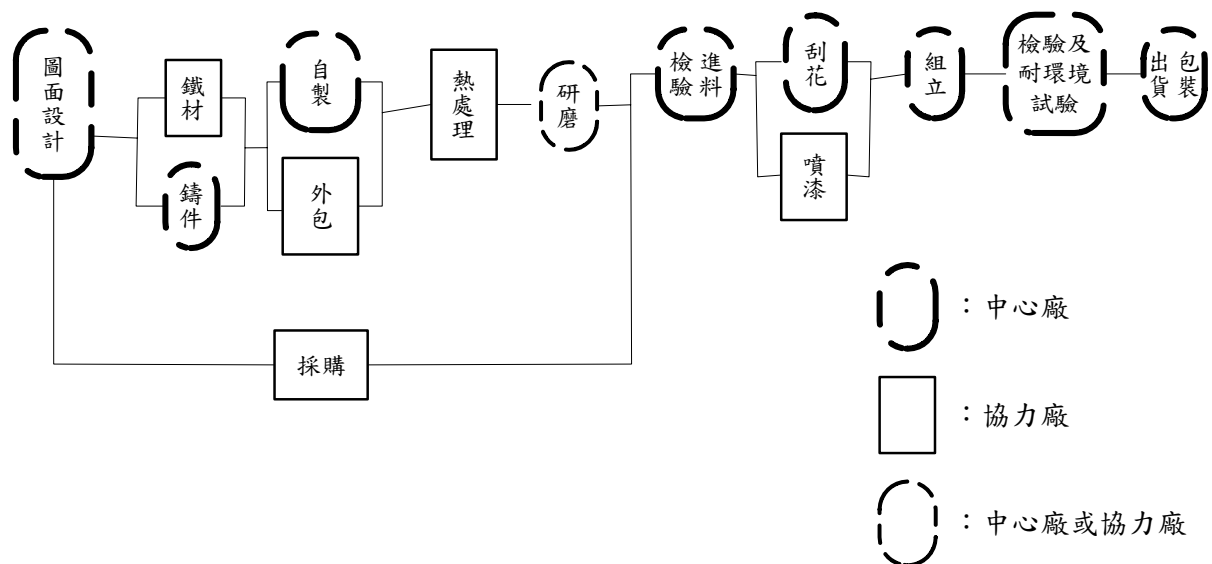 圖面設計
鐵材
鑄件
自製
外包
熱處理
研磨
進料
檢驗
刮花
噴漆
組立
檢驗及
耐環境
試驗
包裝
出貨
採購
：中心廠
：協力廠
：中心廠或協力廠